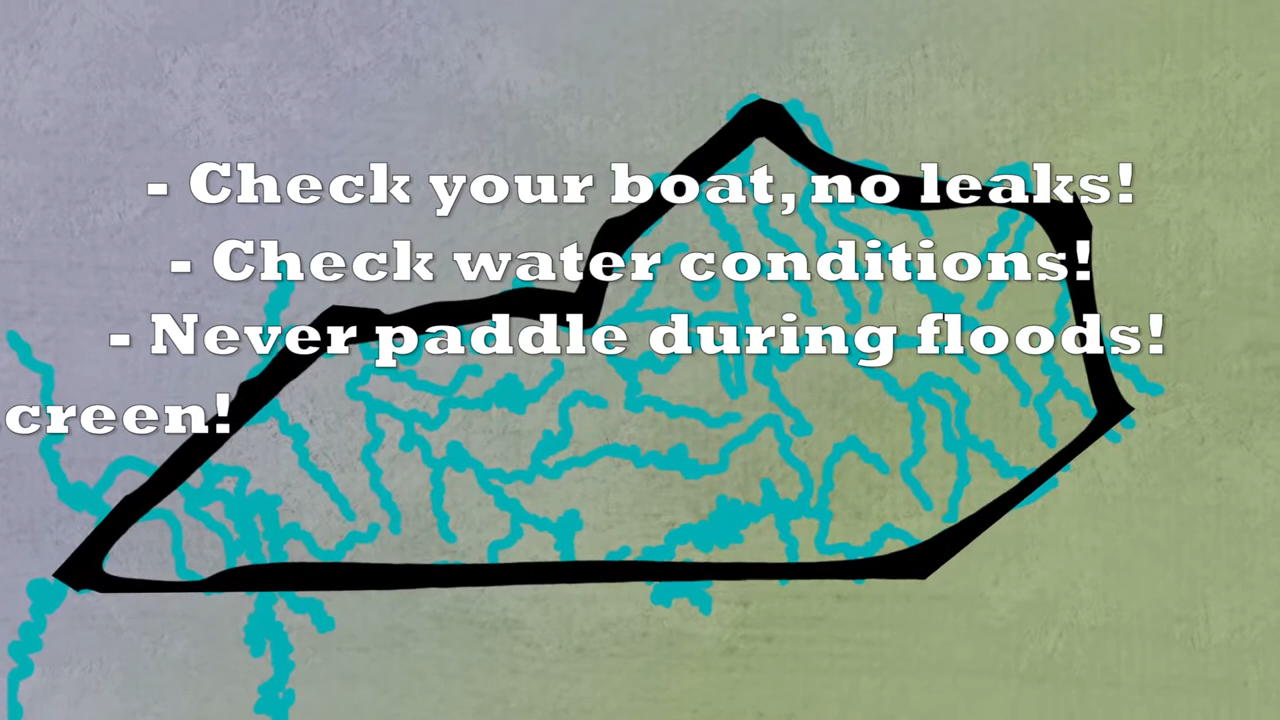 - Check your boat, no leaks!
- Check water conditions!
- Never paddle during floods!
creen!